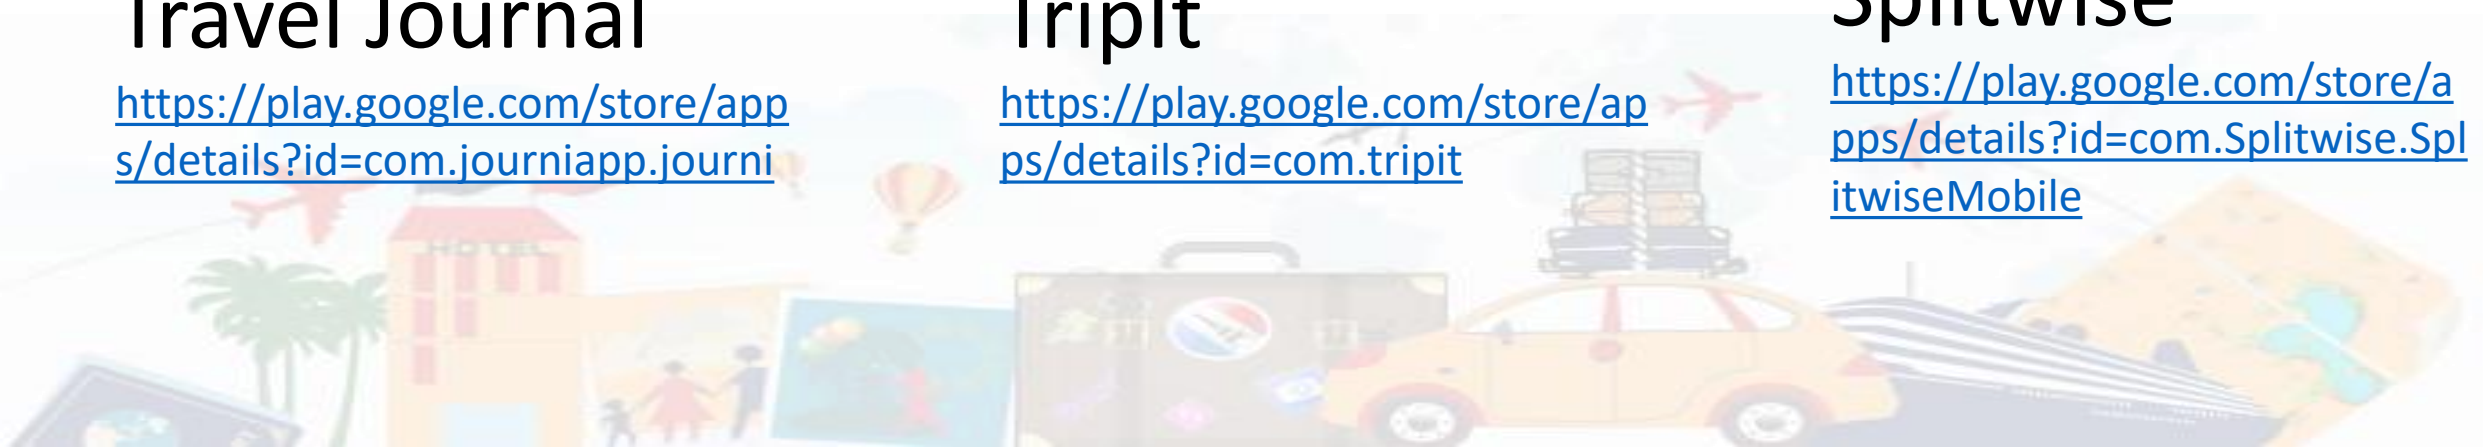 Travel Journal
https://play.google.com/store/app
s/details?id=com.journiapp.journi
TripIt
https://play.google.com/store/ap
ps/details?id=com.tripit
Splitwise
https://play.google.com/store/a
pps/details?id=com.Splitwise.Spl
itwiseMobile
HOTEL